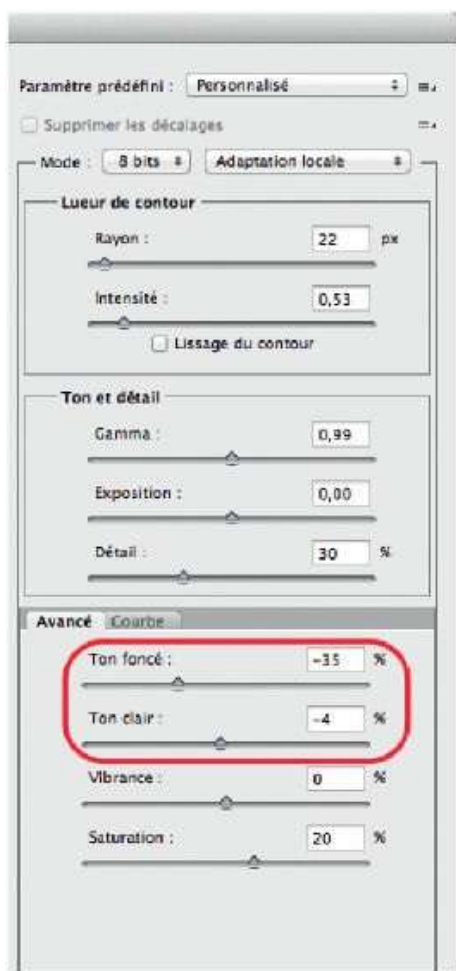 Paramètre prédéfini : Personnalisé
Supprimer les décalages
Mode : 8 bits Adaptation locale
Lueur de contour
Rayon : 22 px
Intensité : 0,53
Lissage du contour
Ton et détail
Gamma : 0,99
Exposition : 0,00
Détail : 30 %
Avancé Courbe
Ton foncé : -35 %
Ton clair : -4 %
Vibrance : 0 %
Saturation : 20 %